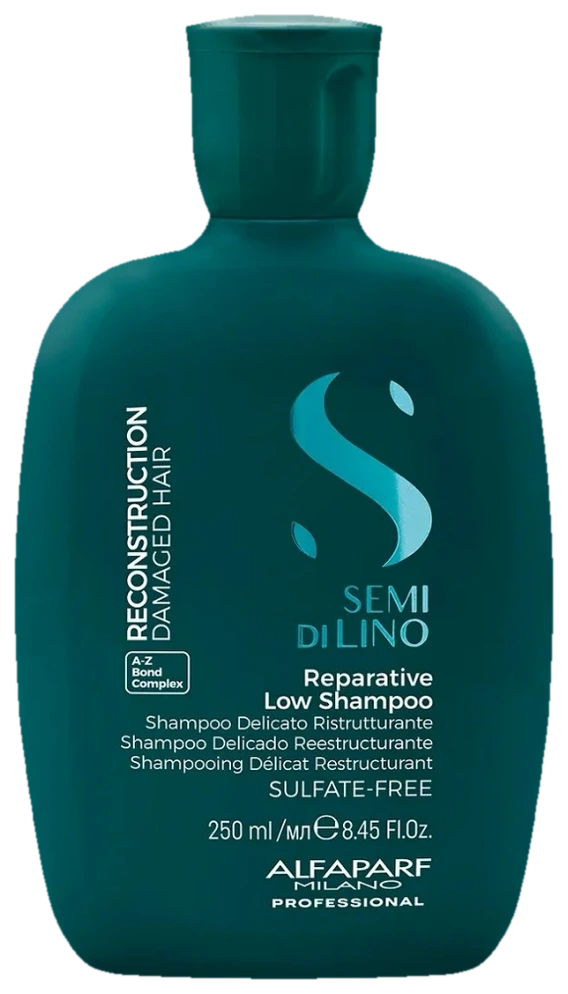 RECONSTRUCTION
DAMAGED HAIR
A-Z
Bond
Complex
SEMI
DI LINO
Reparative
Low Shampoo
Shampoo Delicato Ristrutturante
Shampoo Delicado Reestructurante
Shampooing Délicat Restructurant
SULFATE-FREE
250 ml/мл℮8.45 Fl.Oz.
ALFAPARF
MILANO
PROFESSIONAL